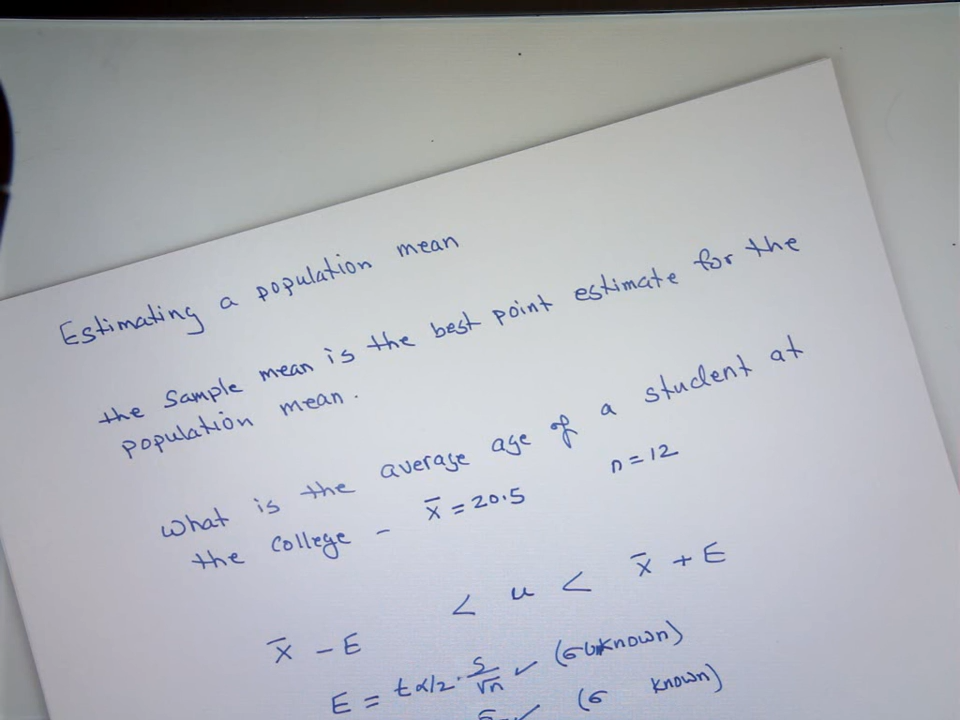 Estimating a population mean
the Sample mean is the best point estimate for the
population mean.
What is the average age of a student at
the college - x̄ = 20.5 n = 12
x̄ - E < u < x̄ + E
E = tα/2 · s/√n ✓ (σ unknown)
(σ known)